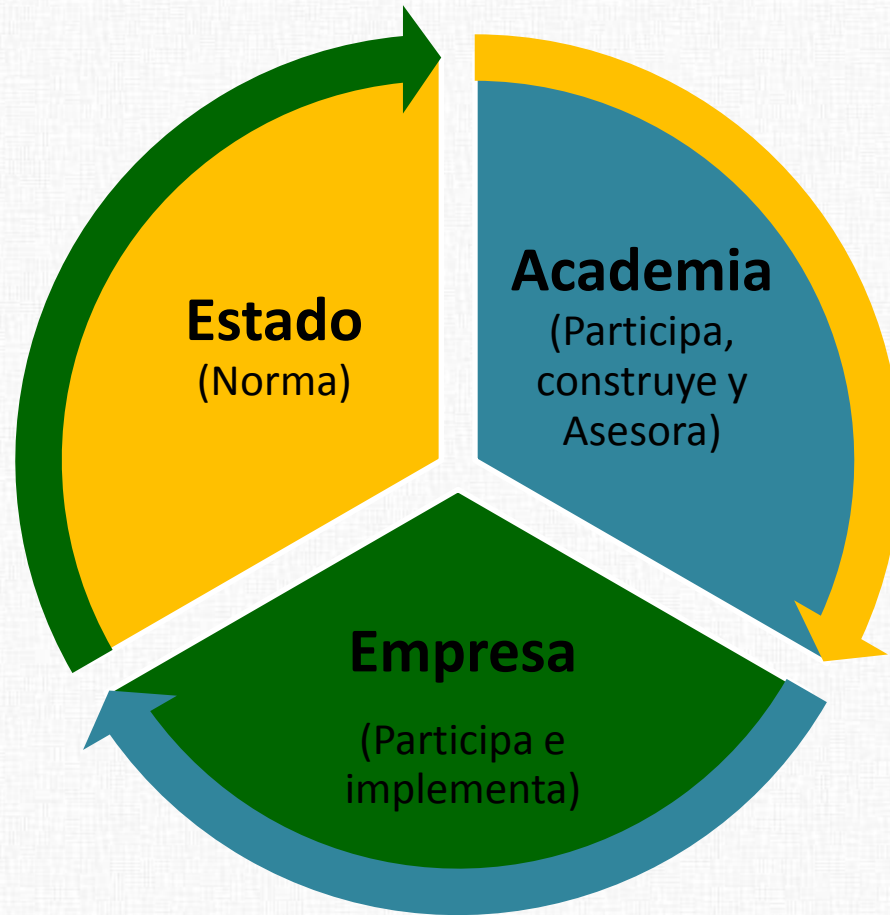 Estado
(Norma)
Academia
(Participa,
construye y
Asesora)
Empresa
(Participa e
implementa)